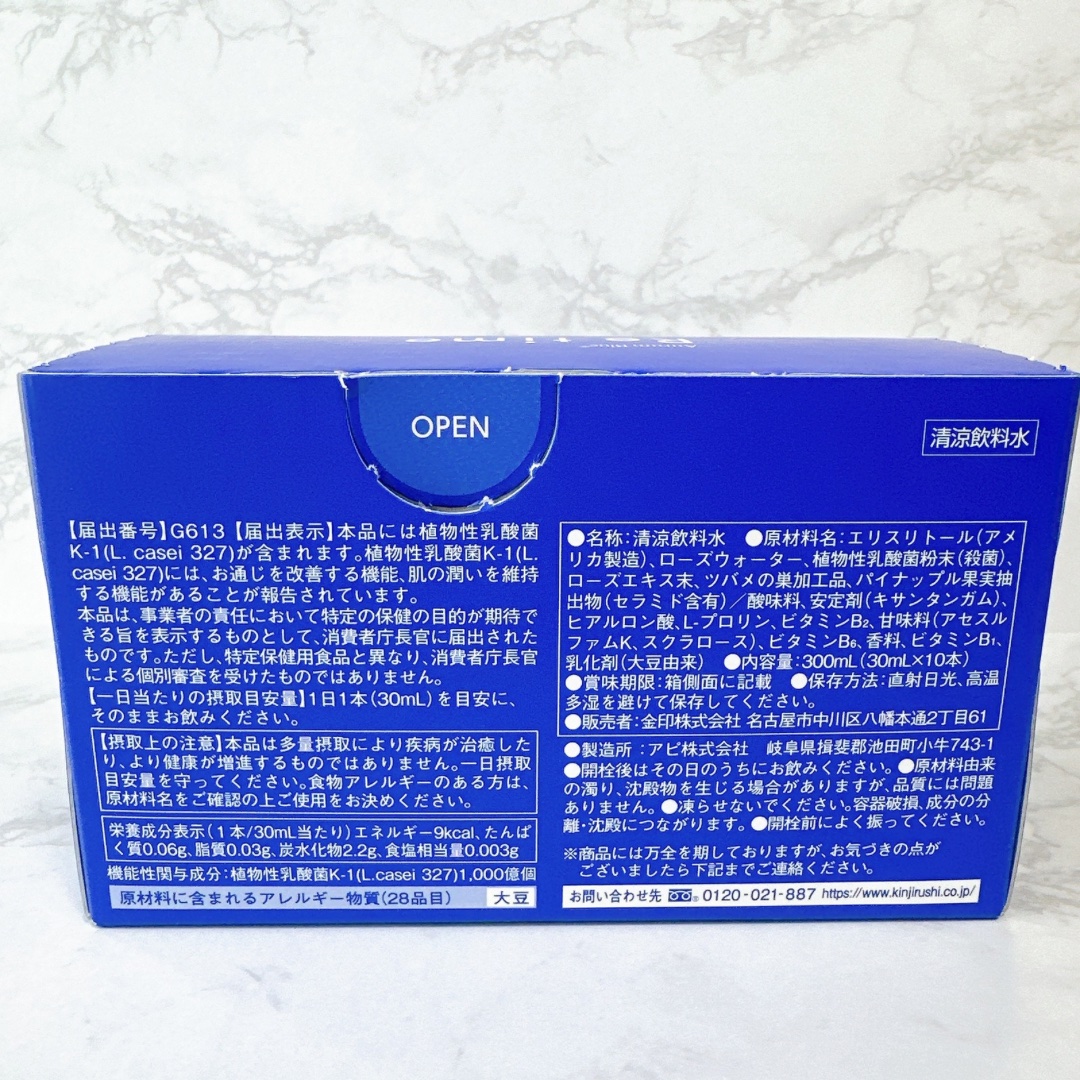 Re time
OPEN
清涼飲料水
【届出番号】G613【届出表示】本品には植物性乳酸菌
K-1(L. casei 327)が含まれます。植物性乳酸菌K-1(L.
casei 327)には、お通じを改善する機能、肌の潤いを維持
する機能があることが報告されています。
本品は、事業者の責任において特定の保健の目的が期待で
きる旨を表示するものとして、消費者庁長官に届出された
ものです。ただし、特定保健用食品と異なり、消費者庁長官
による個別審査を受けたものではありません。
【一日当たりの摂取目安量】1日1本(30mL)を目安に、
そのままお飲みください。
【摂取上の注意】本品は多量摂取により疾病が治癒した
り、より健康が増進するものではありません。一日摂取
目安量を守ってください。食物アレルギーのある方は、
原材料名をご確認の上ご使用をお決めください。
栄養成分表示(1本/30mL当たり)エネルギー9kcal、たんぱ
く質0.06g、脂質0.03g、炭水化物2.2g、食塩相当量0.003g
機能性関与成分:植物性乳酸菌K-1(L.casei 327)1,000億個
原材料に含まれるアレルギー物質(28品目) 大豆
●名称:清涼飲料水 ●原材料名:エリスリトール(アメ
リカ製造)、ローズウォーター、植物性乳酸菌粉末(殺菌)、
ローズエキス末、ツバメの巣加工品、パイナップル果実抽
出物(セラミド含有)/酸味料、安定剤(キサンタンガム)、
ヒアルロン酸、L-プロリン、ビタミンB₂、甘味料(アセスル
ファムK、スクラロース)、ビタミンB₆、香料、ビタミンB₁、
乳化剤(大豆由来) ●内容量:300mL(30mL×10本)
●賞味期限:箱側面に記載 ●保存方法:直射日光、高温
多湿を避けて保存してください。
●販売者:金印株式会社 名古屋市中川区八幡本通2丁目61
●製造所:アピ株式会社 岐阜県揖斐郡池田町小牛743-1
●開栓後はその日のうちにお飲みください。●原材料由来
の濁り、沈殿物を生じる場合がありますが、品質には問題
ありません。●凍らせないでください。容器破損、成分の分
離・沈殿につながります。●開栓前によく振ってください。
※商品には万全を期しておりますが、お気づきの点が
ございましたら下記までご連絡ください。
お問い合わせ先 0120-021-887 https://www.kinjirushi.co.jp/